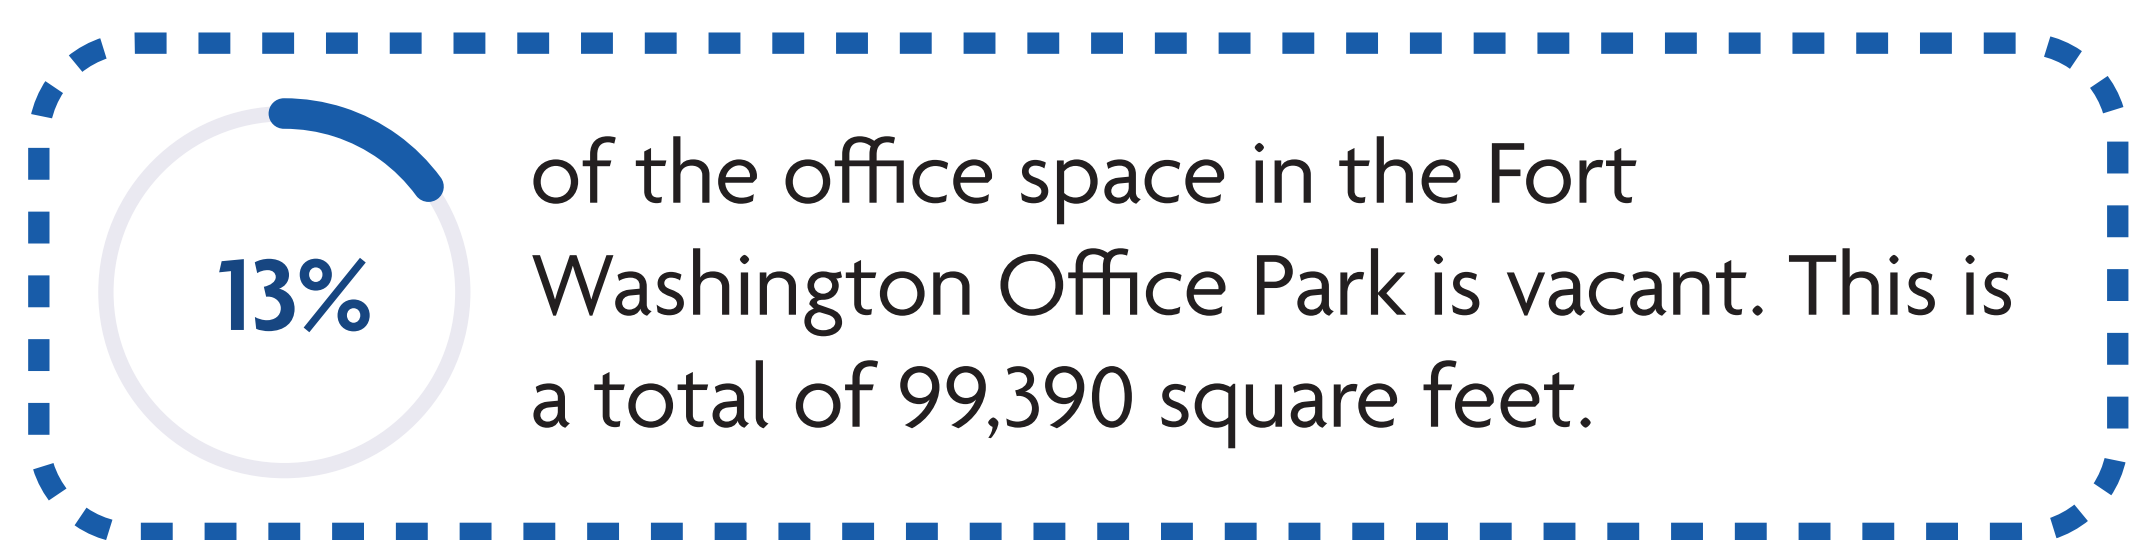 13%
of the office space in the Fort
Washington Office Park is vacant. This is
a total of 99,390 square feet.